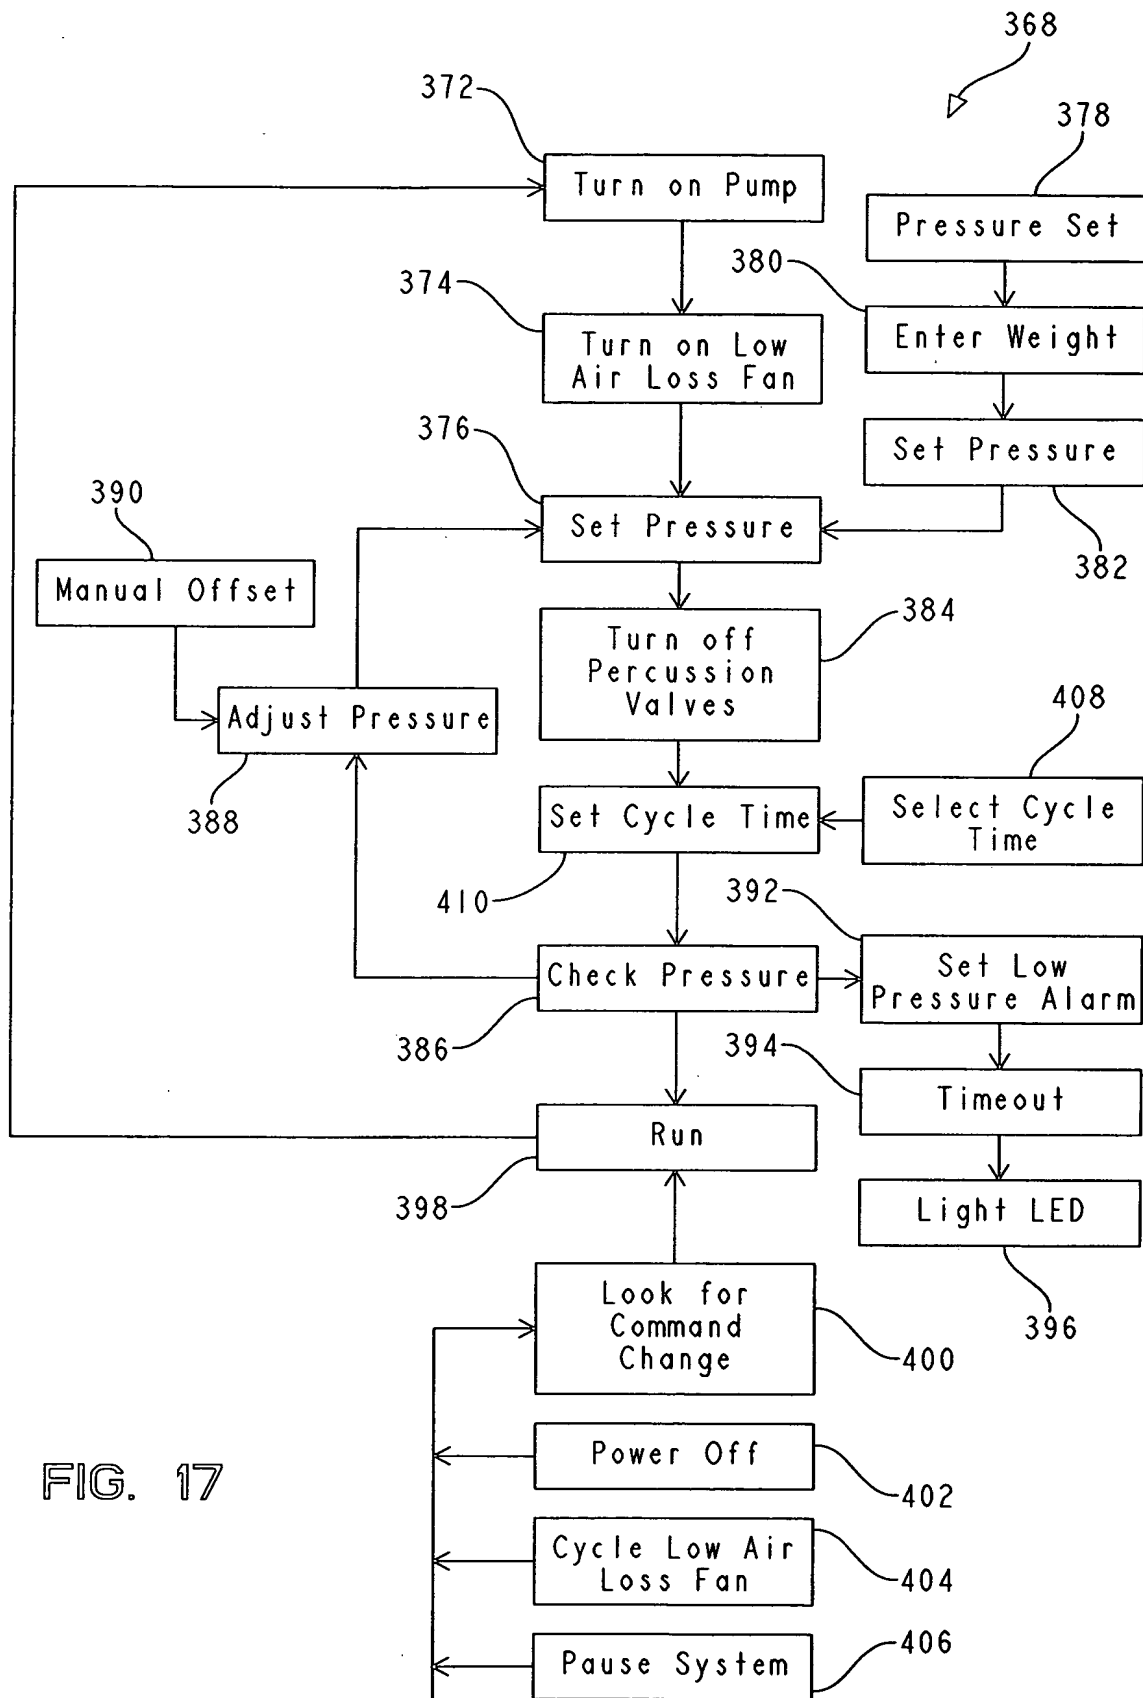 368
372
378
Turn on Pump
Pressure Set
380
374
Turn on Low
Air Loss Fan
Enter Weight
376
Set Pressure
390
Set Pressure
382
Manual Offset
384
Turn off
Percussion
Valves
Adjust Pressure
408
388
Set Cycle Time
Select Cycle
Time
410
392
Check Pressure
Set Low
Pressure Alarm
386
394
Timeout
Run
398
Light LED
Look for
Command
Change
396
400
Power Off
402
FIG. 17
Cycle Low Air
Loss Fan
404
406
Pause System